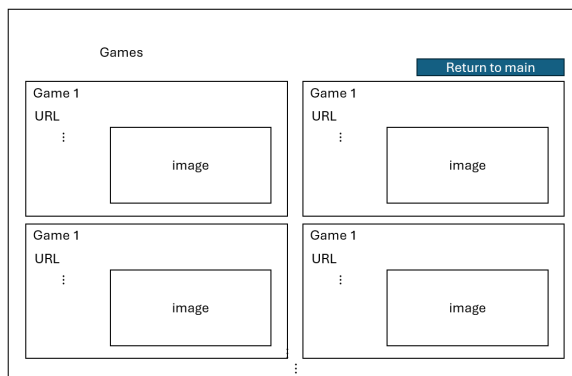 Games
Return to main
Game 1
URL
⋮
image
Game 1
URL
⋮
image
Game 1
URL
⋮
image
Game 1
URL
⋮
image
⋮